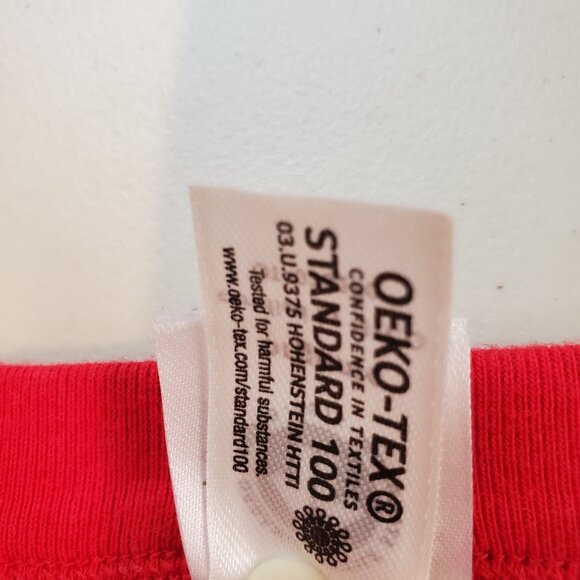 OEKO-TEX®
CONFIDENCE IN TEXTILES
STANDARD 100
03.U.9375 HOHENSTEIN HTTI
Tested for harmful substances.
www.oeko-tex.com/standard100